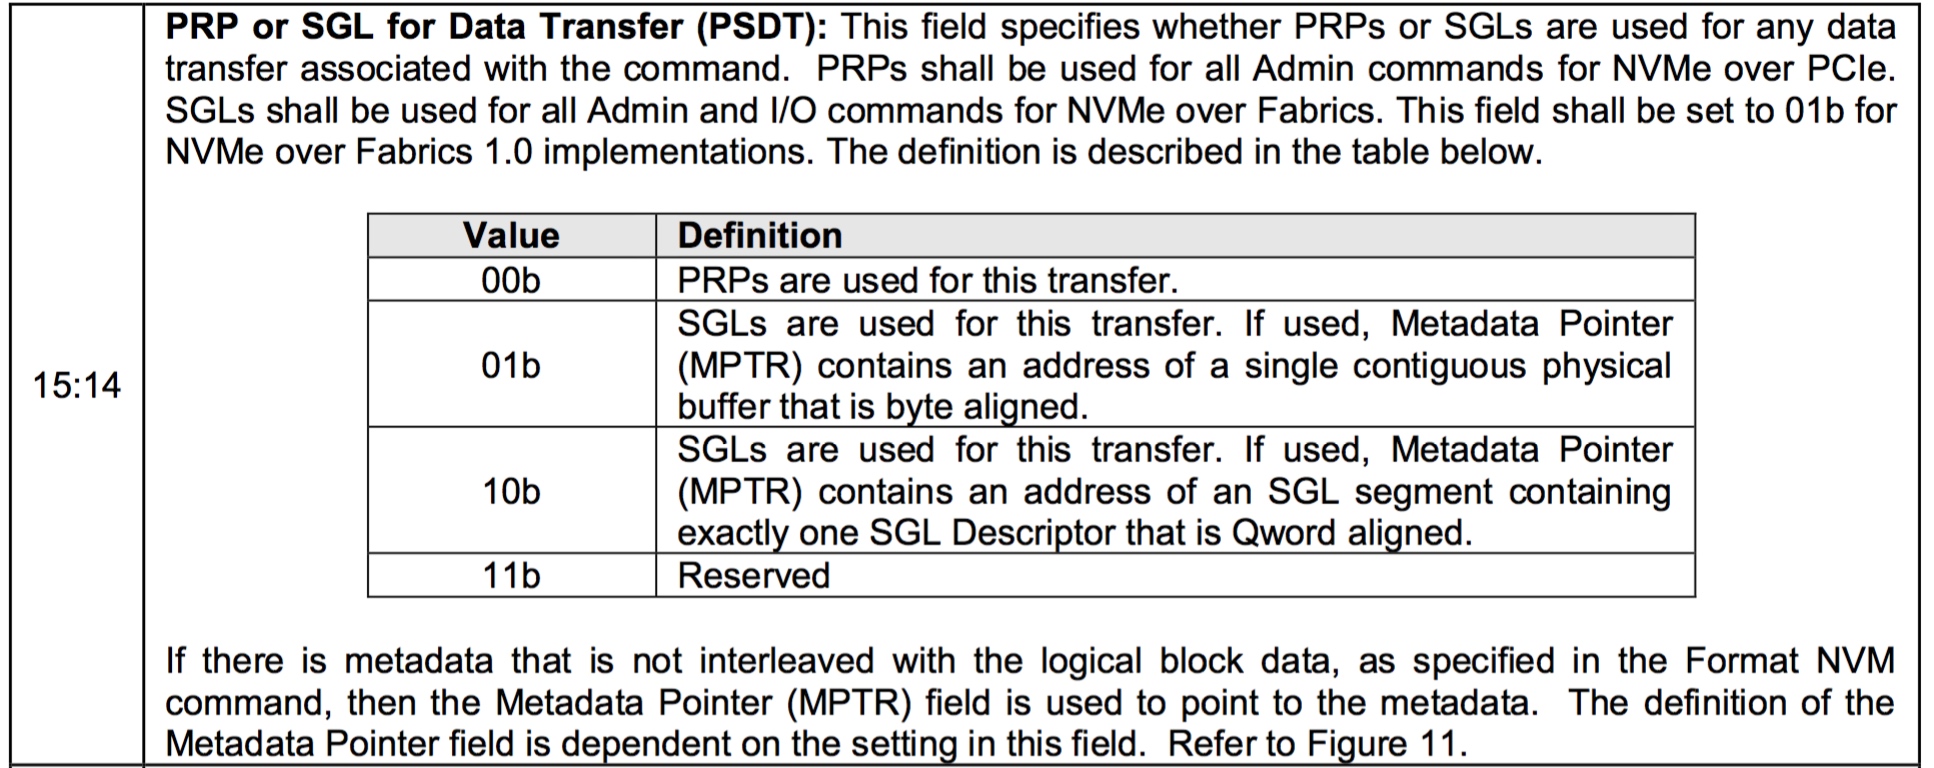 PRP or SGL for Data Transfer (PSDT): This field specifies whether PRPs or SGLs are used for any data
transfer associated with the command.  PRPs shall be used for all Admin commands for NVMe over PCIe.
SGLs shall be used for all Admin and I/O commands for NVMe over Fabrics. This field shall be set to 01b for
NVMe over Fabrics 1.0 implementations. The definition is described in the table below.
Value Definition
00b PRPs are used for this transfer.
SGLs are used for this transfer. If used, Metadata Pointer
01b (MPTR) contains an address of a single contiguous physical
buffer that is byte aligned.
15:14
SGLs are used for this transfer. If used, Metadata Pointer
10b (MPTR) contains an address of an SGL segment containing
exactly one SGL Descriptor that is Qword aligned.
11b Reserved
If there is metadata that is not interleaved with the logical block data, as specified in the Format NVM
command, then the Metadata Pointer (MPTR) field is used to point to the metadata.  The definition of the
Metadata Pointer field is dependent on the setting in this field.  Refer to Figure 11.